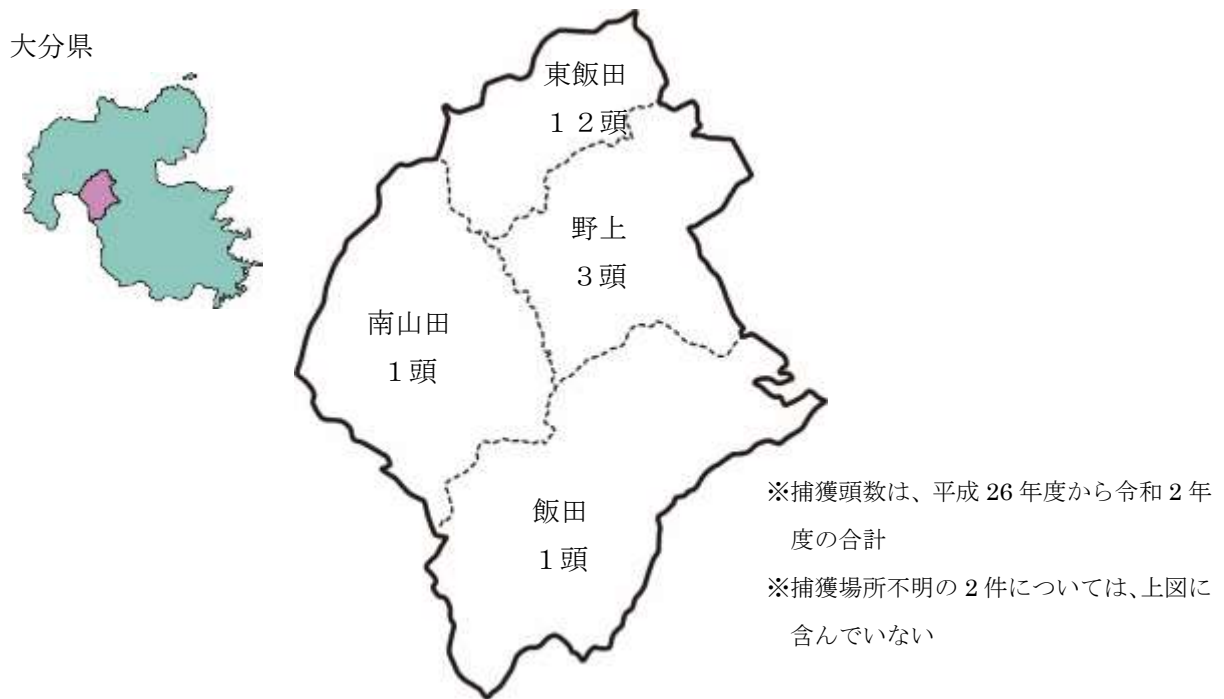 大分県
東飯田
１２頭
野上
３頭
南山田
１頭
飯田
１頭
※捕獲頭数は、平成 26 年度から令和 2 年
度の合計
※捕獲場所不明の 2 件については、上図に
含んでいない